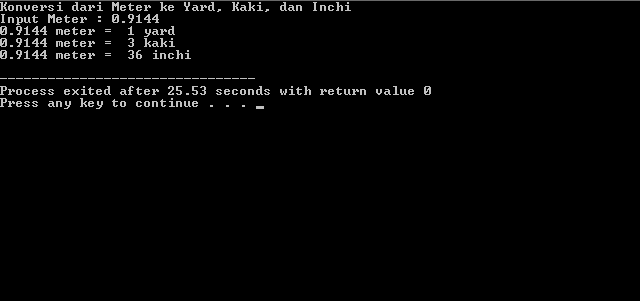 Konversi dari Meter ke Yard, Kaki, dan Inchi
Input Meter : 0.9144
0.9144 meter =  1 yard
0.9144 meter =  3 kaki
0.9144 meter =  36 inchi
--------------------------------
Process exited after 25.53 seconds with return value 0
Press any key to continue . . . _